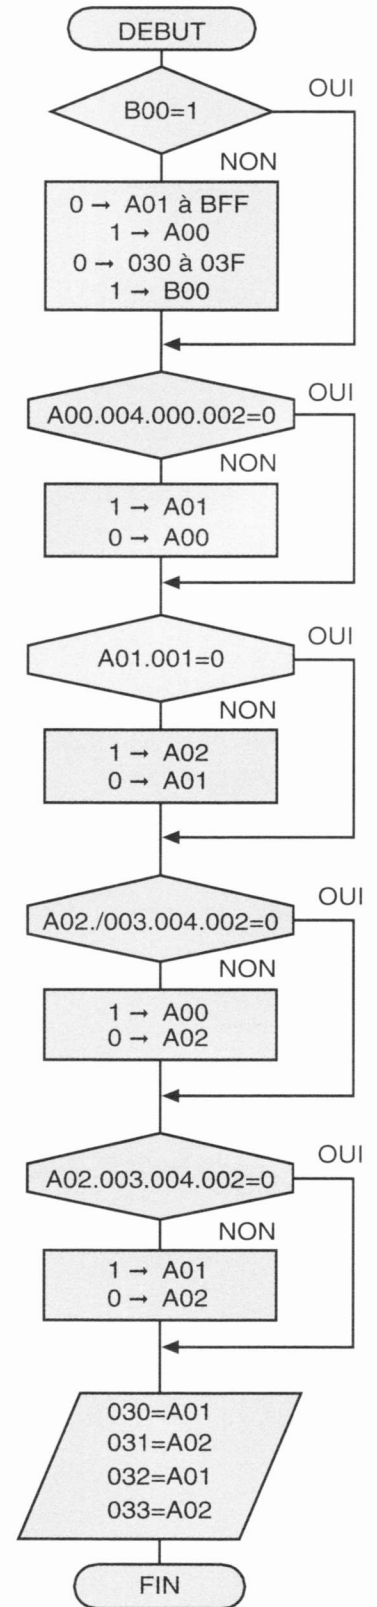 DEBUT
OUI
B00=1
NON
0 → A01 à BFF
1 → A00
0 → 030 à 03F
1 → B00
OUI
A00.004.000.002=0
NON
1 → A01
0 → A00
OUI
A01.001=0
NON
1 → A02
0 → A01
OUI
A02./003.004.002=0
NON
1 → A00
0 → A02
OUI
A02.003.004.002=0
NON
1 → A01
0 → A02
030=A01
031=A02
032=A01
033=A02
FIN